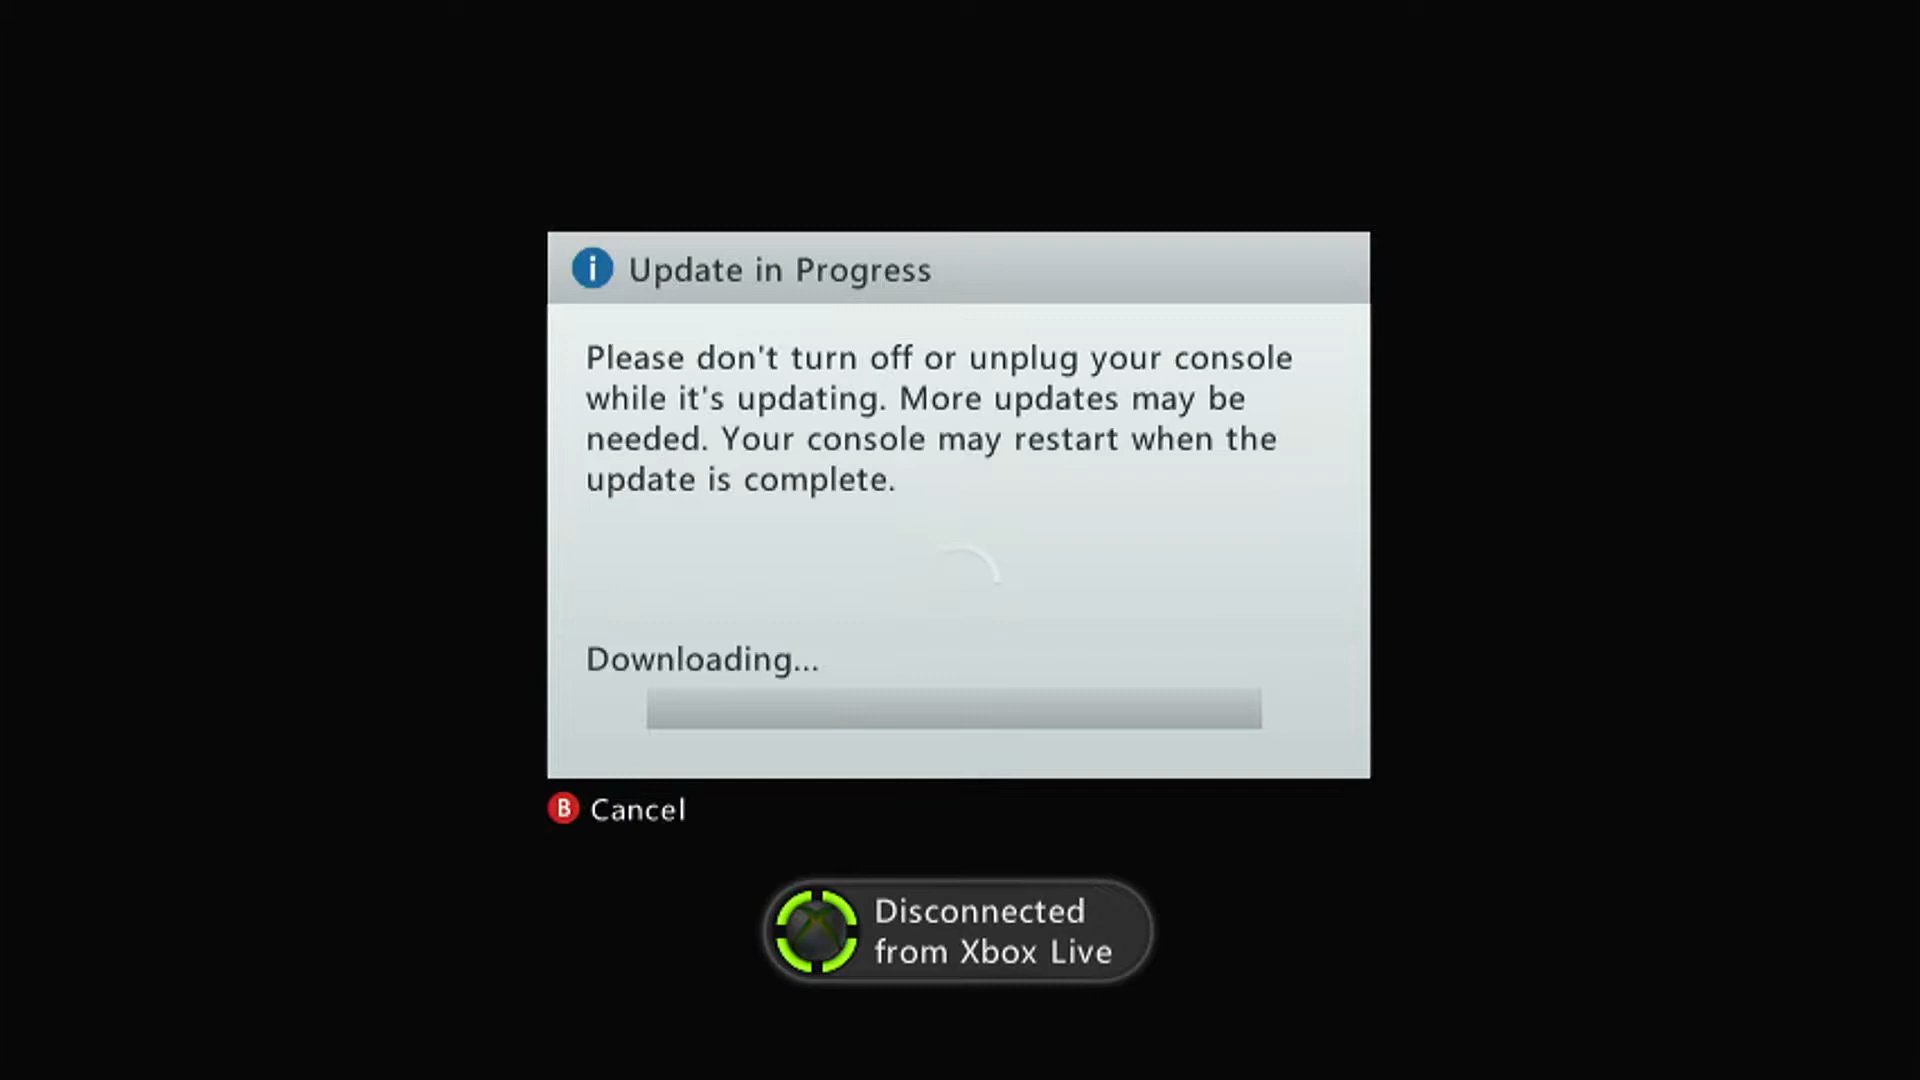 Update in Progress
Please don't turn off or unplug your console
while it's updating. More updates may be
needed. Your console may restart when the
update is complete.
Downloading...
B Cancel
Disconnected
from Xbox Live